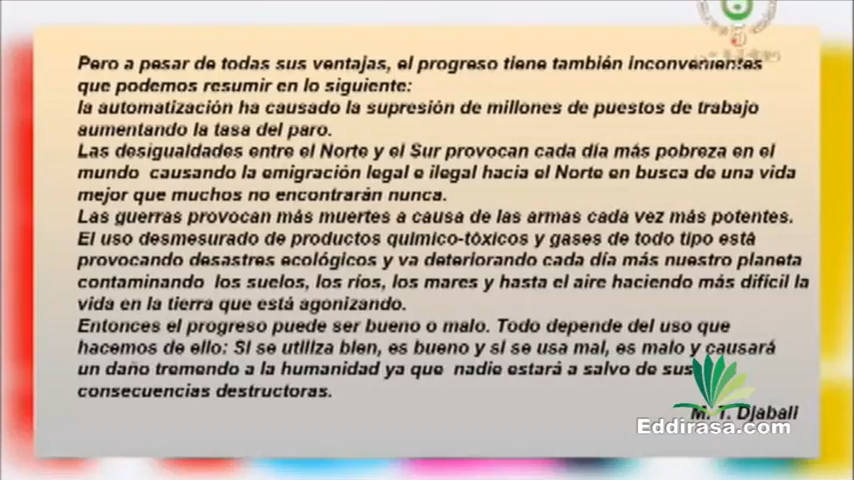 Pero a pesar de todas sus ventajas, el progreso tiene también inconvenientes
que podemos resumir en lo siguiente:
la automatización ha causado la supresión de millones de puestos de trabajo
aumentando la tasa del paro.
Las desigualdades entre el Norte y el Sur provocan cada día más pobreza en el
mundo causando la emigración legal e ilegal hacia el Norte en busca de una vida
mejor que muchos no encontrarán nunca.
Las guerras provocan más muertes a causa de las armas cada vez más potentes.
El uso desmesurado de productos quimico-tóxicos y gases de todo tipo está
provocando desastres ecológicos y va deteriorando cada día más nuestro planeta
contaminando los suelos, los ríos, los mares y hasta el aire haciendo más difícil la
vida en la tierra que está agonizando.
Entonces el progreso puede ser bueno o malo. Todo depende del uso que
hacemos de ello: Si se utiliza bien, es bueno y si se usa mal, es malo y causará
un daño tremendo a la humanidad ya que nadie estará a salvo de sus
consecuencias destructoras.
M. T. Djaball
Eddirasa.com
5